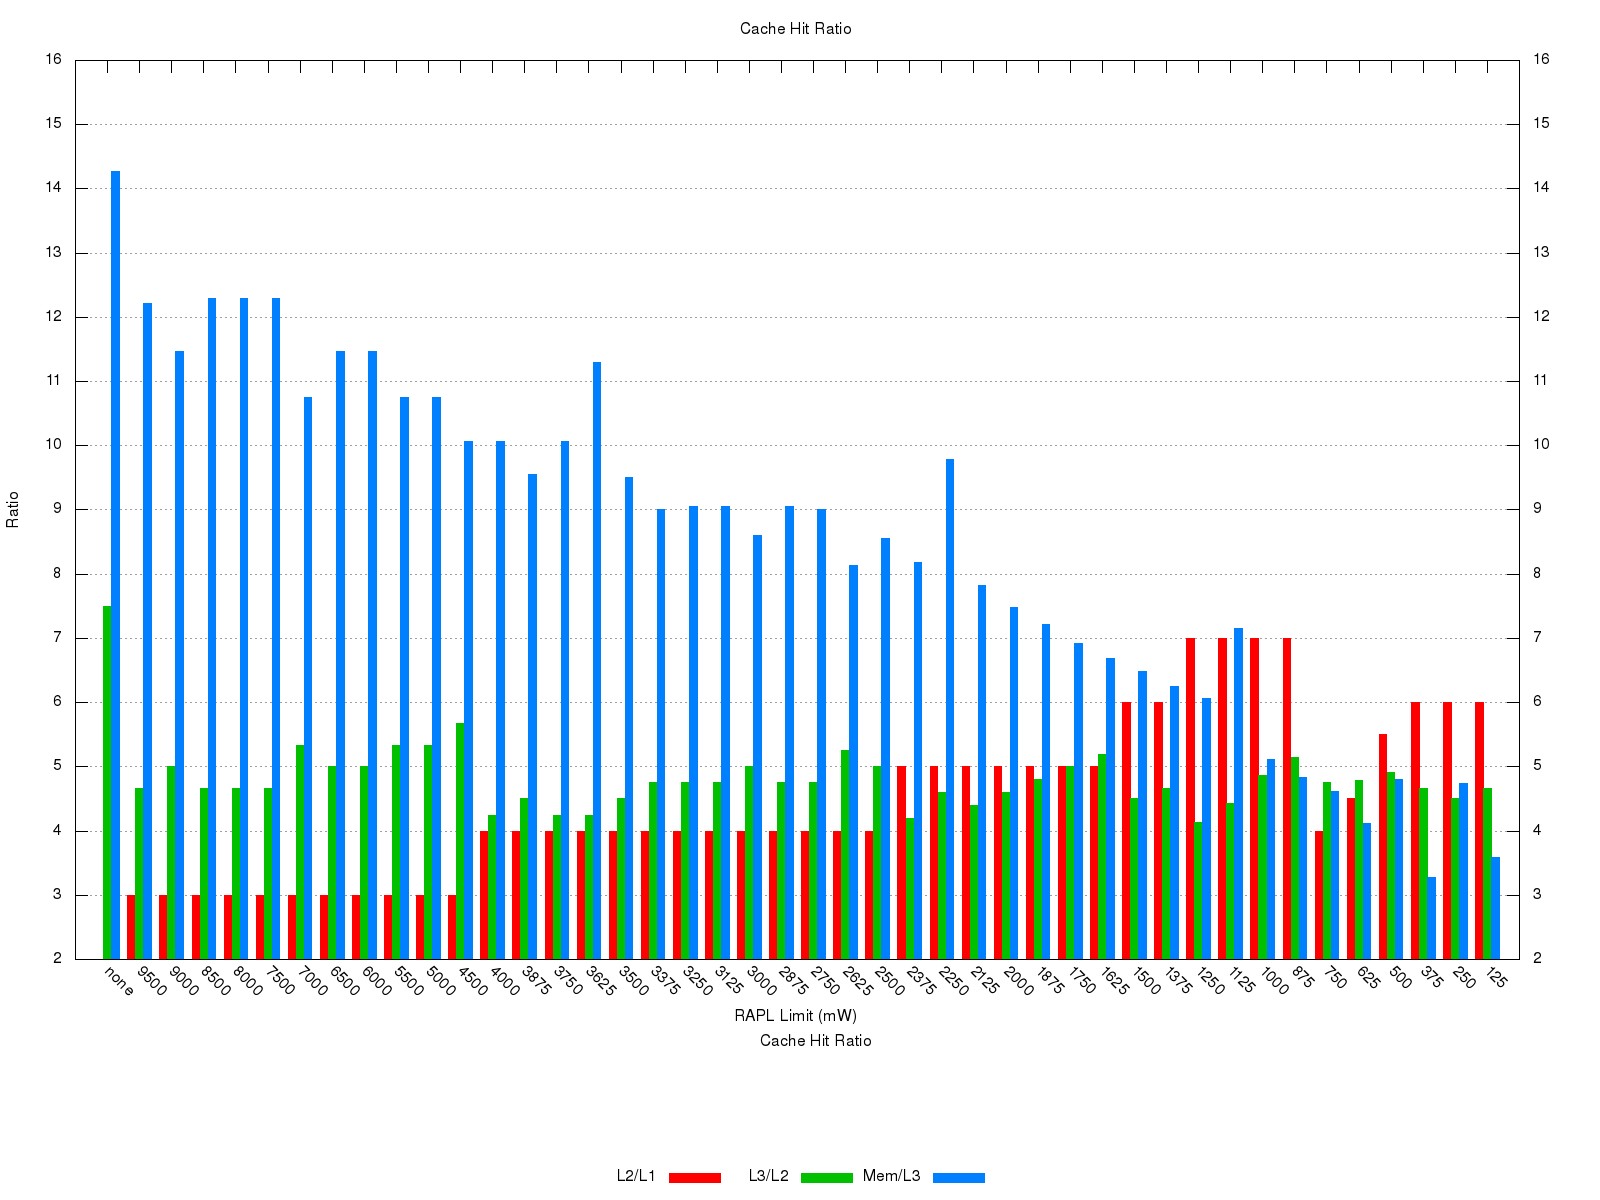 Cache Hit Ratio
16 16
15 15
14 14
13 13
12 12
11 11
10 10
9 9
8 8
7 7
6 6
5 5
4 4
3 3
2 2
Ratio
none 9500 9000 8500 8000 7500 7000 6500 6000 5500 5000 4500 4000 3875 3750 3625 3500 3375 3250 3125 3000 2875 2750 2625 2500 2375 2250 2125 2000 1875 1750 1625 1500 1375 1250 1125 1000 875 750 625 500 375 250 125
RAPL Limit (mW)
Cache Hit Ratio
L2/L1 L3/L2 Mem/L3